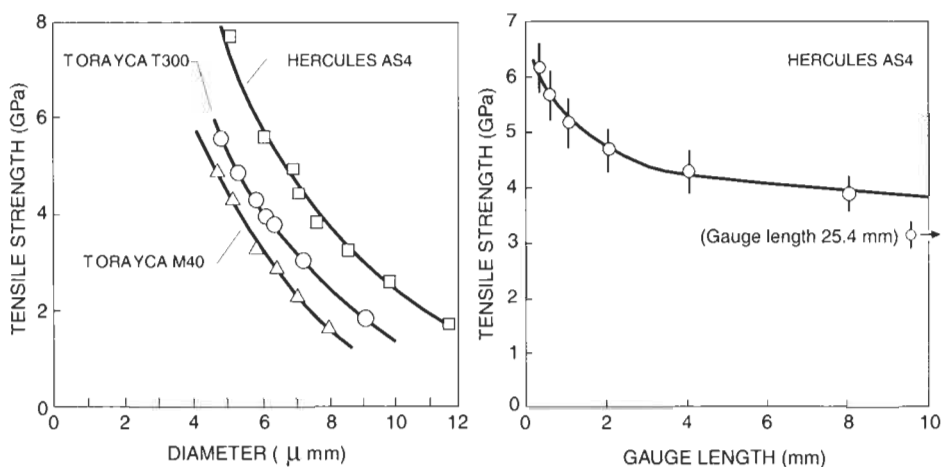 8
6
4
2
0
TENSILE STRENGTH (GPa)
TORAYCA T300
HERCULES AS4
TORAYCA M40
0 2 4 6 8 10 12
DIAMETER ( μ mm)
7
6
5
4
3
2
1
0
TENSILE STRENGTH (GPa)
HERCULES AS4
(Gauge length 25.4 mm)
0 2 4 6 8 10
GAUGE LENGTH (mm)